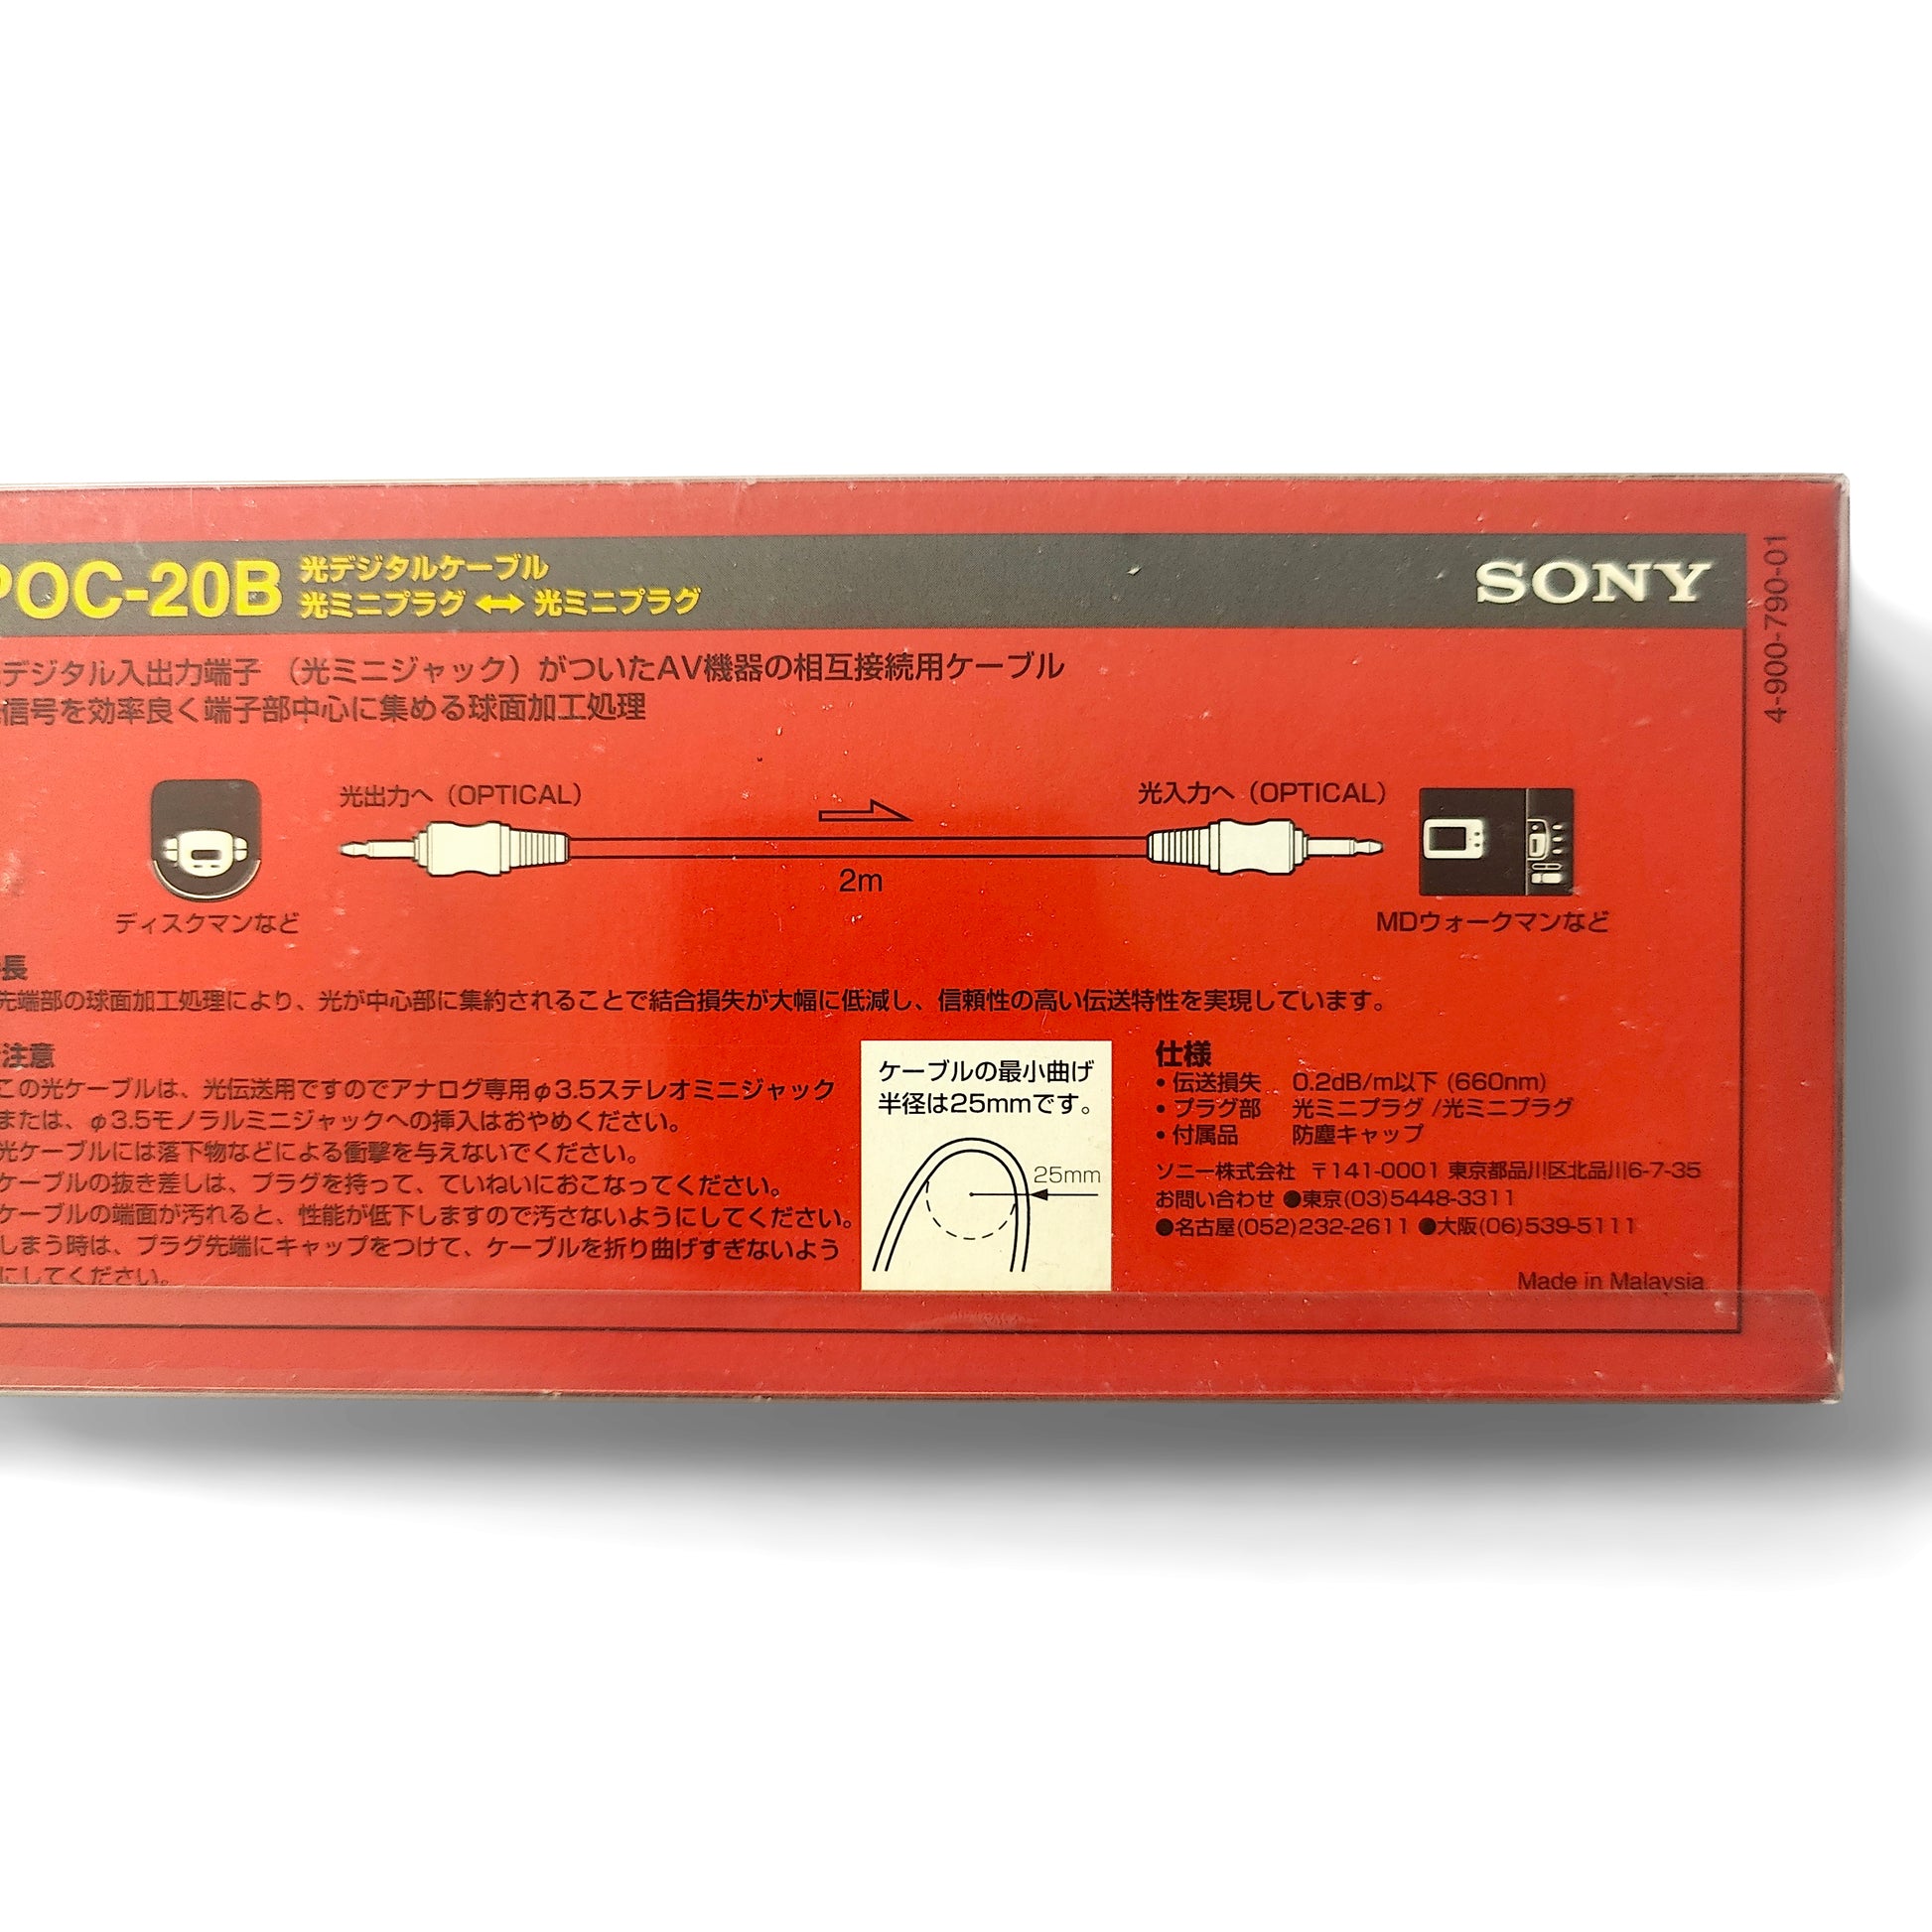 POC-20B
光デジタルケーブル
光ミニプラグ ↔ 光ミニプラグ
SONY
4-900-790-01
デジタル入出力端子（光ミニジャック）がついたAV機器の相互接続用ケーブル
信号を効率良く端子部中心に集める球面加工処理
光出力へ（OPTICAL）
光入力へ（OPTICAL）
2m
ディスクマンなど
MDウォークマンなど
長
先端部の球面加工処理により、光が中心部に集約されることで結合損失が大幅に低減し、信頼性の高い伝送特性を実現しています。
注意
この光ケーブルは、光伝送用ですのでアナログ専用φ3.5ステレオミニジャック
または、φ3.5モノラルミニジャックへの挿入はおやめください。
光ケーブルには落下物などによる衝撃を与えないでください。
ケーブルの抜き差しは、プラグを持って、ていねいにおこなってください。
ケーブルの端面が汚れると、性能が低下しますので汚さないようにしてください。
しまう時は、プラグ先端にキャップをつけて、ケーブルを折り曲げすぎないよう
にしてください。
ケーブルの最小曲げ
半径は25mmです。
25mm
仕様
•伝送損失 0.2dB/m以下 (660nm)
•プラグ部 光ミニプラグ/光ミニプラグ
•付属品 防塵キャップ
ソニー株式会社 〒141-0001 東京都品川区北品川6-7-35
お問い合わせ ●東京(03)5448-3311
●名古屋(052)232-2611 ●大阪(06)539-5111
Made in Malaysia